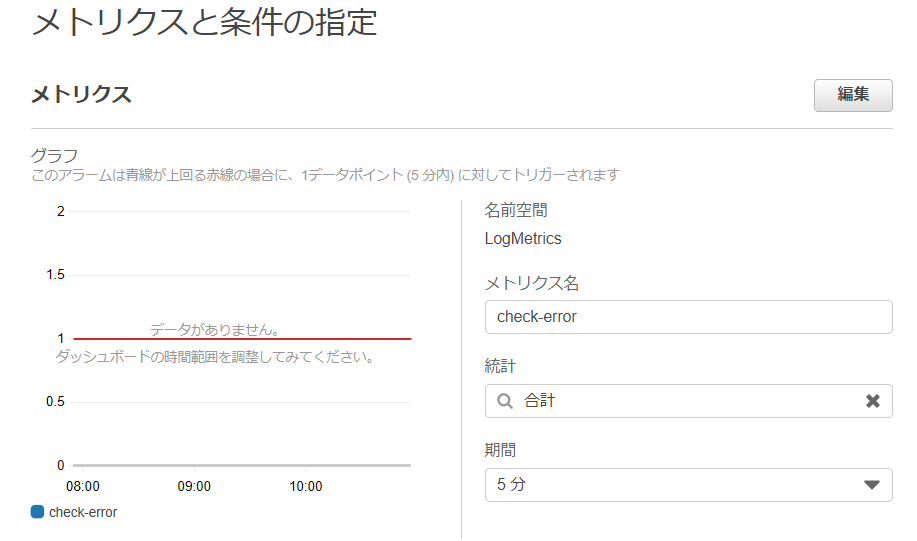 メトリクスと条件の指定
メトリクス
編集
グラフ
このアラームは青線が上回る赤線の場合に、1データポイント (5 分内) に対してトリガーされます
2
1.5
1
0.5
0
データがありません。
ダッシュボードの時間範囲を調整してみてください。
08:00
09:00
10:00
check-error
名前空間
LogMetrics
メトリクス名
check-error
統計
合計
期間
5 分